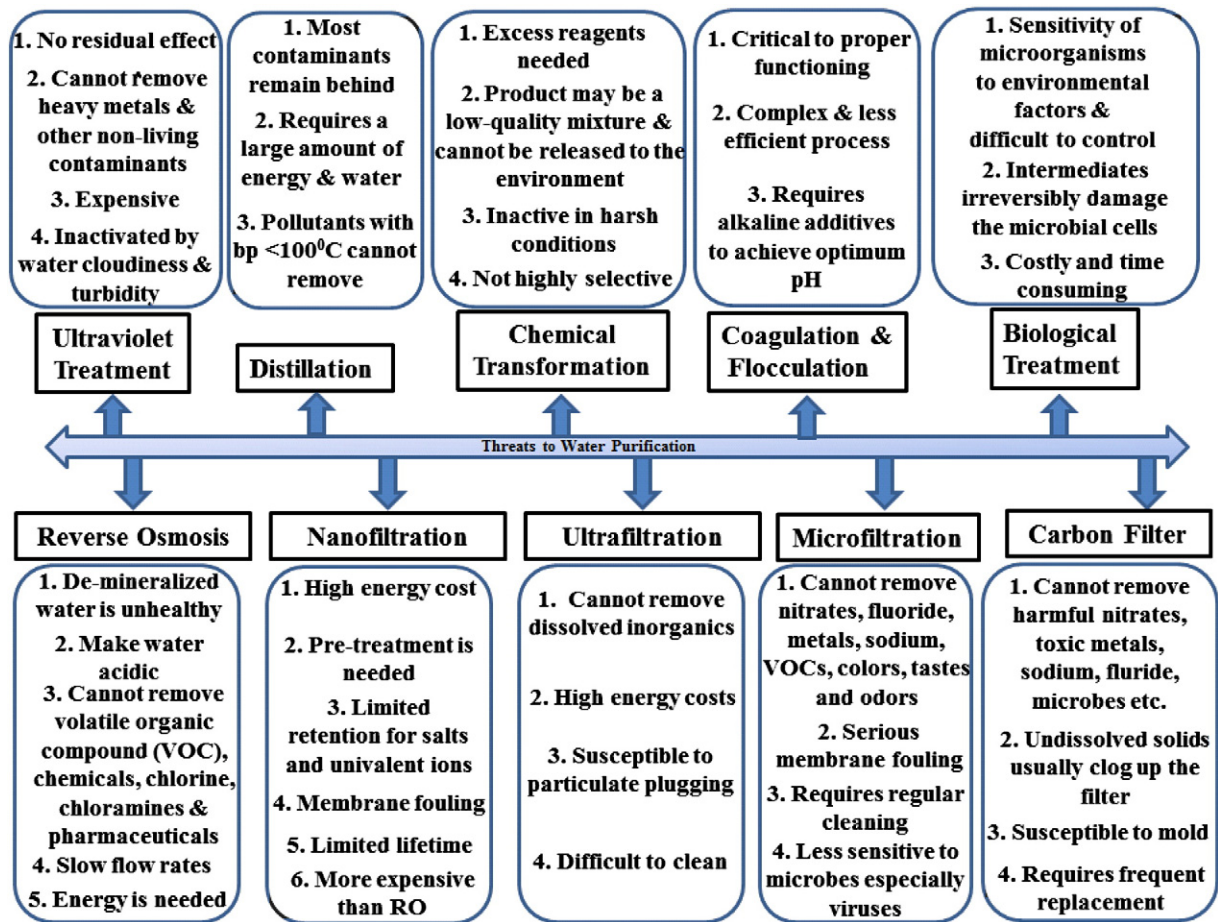 1. No residual effect
2. Cannot remove
heavy metals &
other non-living
contaminants
3. Expensive
4. Inactivated by
water cloudiness &
turbidity
Ultraviolet
Treatment
1. Most
contaminants
remain behind
2. Requires a
large amount of
energy & water
3. Pollutants with
bp <100⁰C cannot
remove
Distillation
1. Excess reagents
needed
2. Product may be a
low-quality mixture &
cannot be released to the
environment
3. Inactive in harsh
conditions
4. Not highly selective
Chemical
Transformation
1. Critical to proper
functioning
2. Complex & less
efficient process
3. Requires
alkaline additives
to achieve optimum
pH
Coagulation &
Flocculation
1. Sensitivity of
microorganisms
to environmental
factors &
difficult to control
2. Intermediates
irreversibly damage
the microbial cells
3. Costly and time
consuming
Biological
Treatment
Threats to Water Purification
Reverse Osmosis
1. De-mineralized
water is unhealthy
2. Make water
acidic
3. Cannot remove
volatile organic
compound (VOC),
chemicals, chlorine,
chloramines &
pharmaceuticals
4. Slow flow rates
5. Energy is needed
Nanofiltration
1. High energy cost
2. Pre-treatment is
needed
3. Limited
retention for salts
and univalent ions
4. Membrane fouling
5. Limited lifetime
6. More expensive
than RO
Ultrafiltration
1. Cannot remove
dissolved inorganics
2. High energy costs
3. Susceptible to
particulate plugging
4. Difficult to clean
Microfiltration
1. Cannot remove
nitrates, fluoride,
metals, sodium,
VOCs, colors, tastes
and odors
2. Serious
membrane fouling
3. Requires regular
cleaning
4. Less sensitive to
microbes especially
viruses
Carbon Filter
1. Cannot remove
harmful nitrates,
toxic metals,
sodium, fluride,
microbes etc.
2. Undissolved solids
usually clog up the
filter
3. Susceptible to mold
4. Requires frequent
replacement